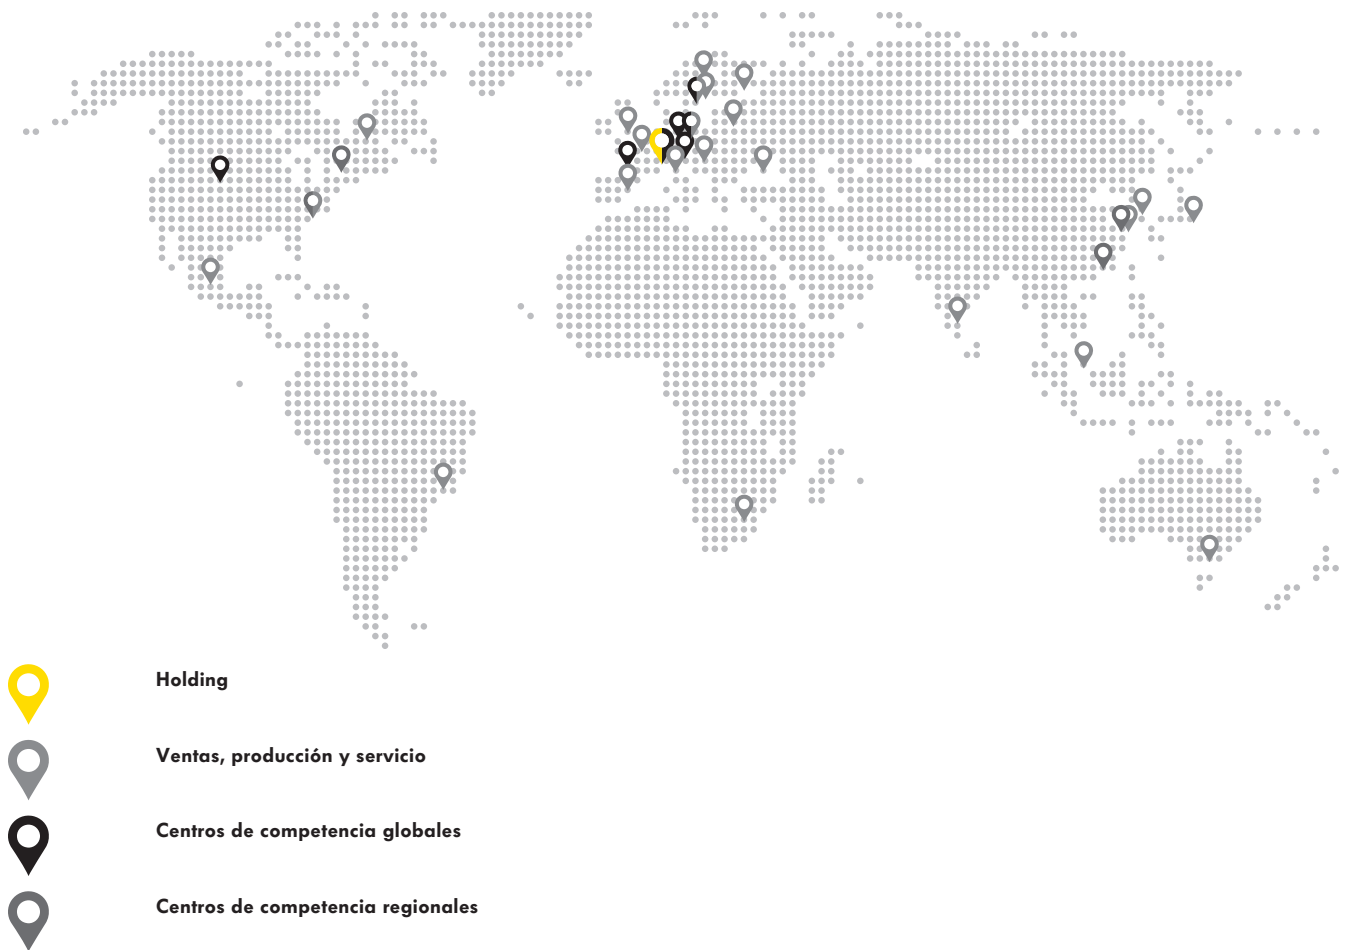 Holding
Ventas, producción y servicio
Centros de competencia globales
Centros de competencia regionales